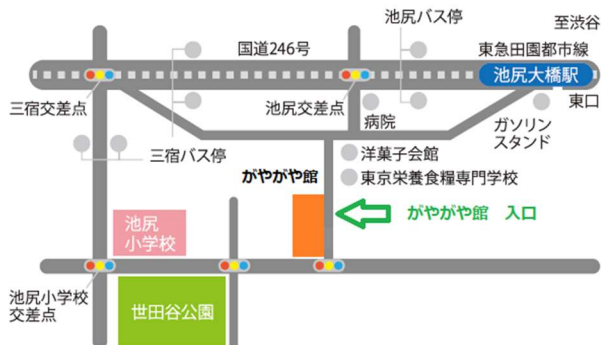 池尻バス停
至渋谷
国道246号
東急田園都市線
池尻大橋駅
三宿交差点
池尻交差点
病院
東口
ガソリン
スタンド
三宿バス停
洋菓子会館
がやがや館
東京栄養食糧専門学校
池尻
小学校
がやがや館 入口
池尻小学校
交差点
世田谷公園